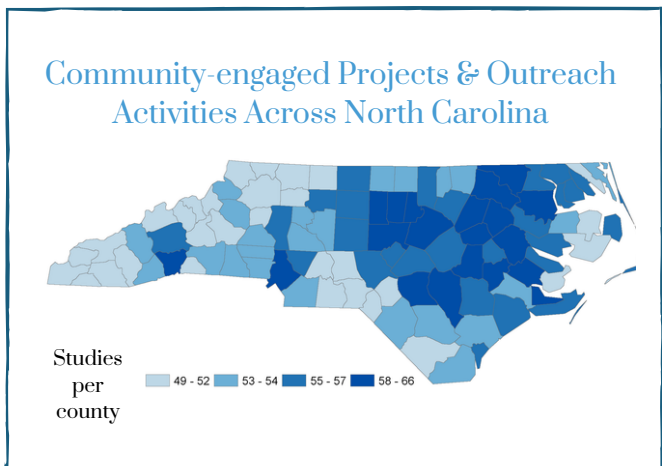 Community-engaged Projects & Outreach
Activities Across North Carolina
Studies
per
county
49 - 52
53 - 54
55 - 57
58 - 66